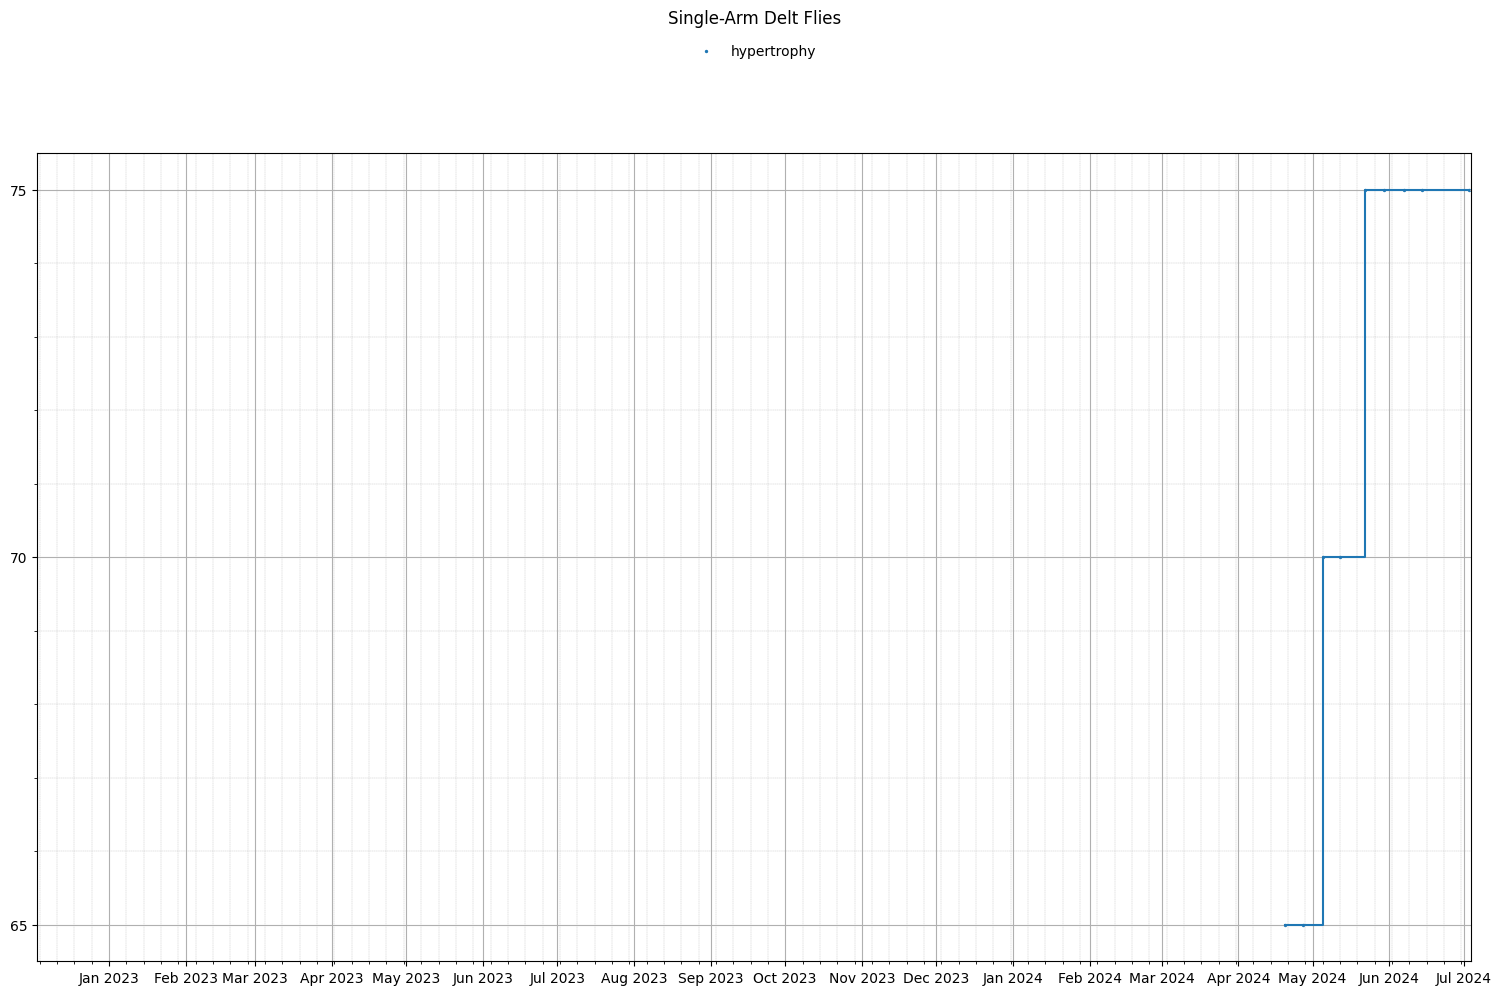 Single-Arm Delt Flies
hypertrophy
75
70
65
Jan 2023 Feb 2023 Mar 2023 Apr 2023 May 2023 Jun 2023 Jul 2023 Aug 2023 Sep 2023 Oct 2023 Nov 2023 Dec 2023 Jan 2024 Feb 2024 Mar 2024 Apr 2024 May 2024 Jun 2024 Jul 2024